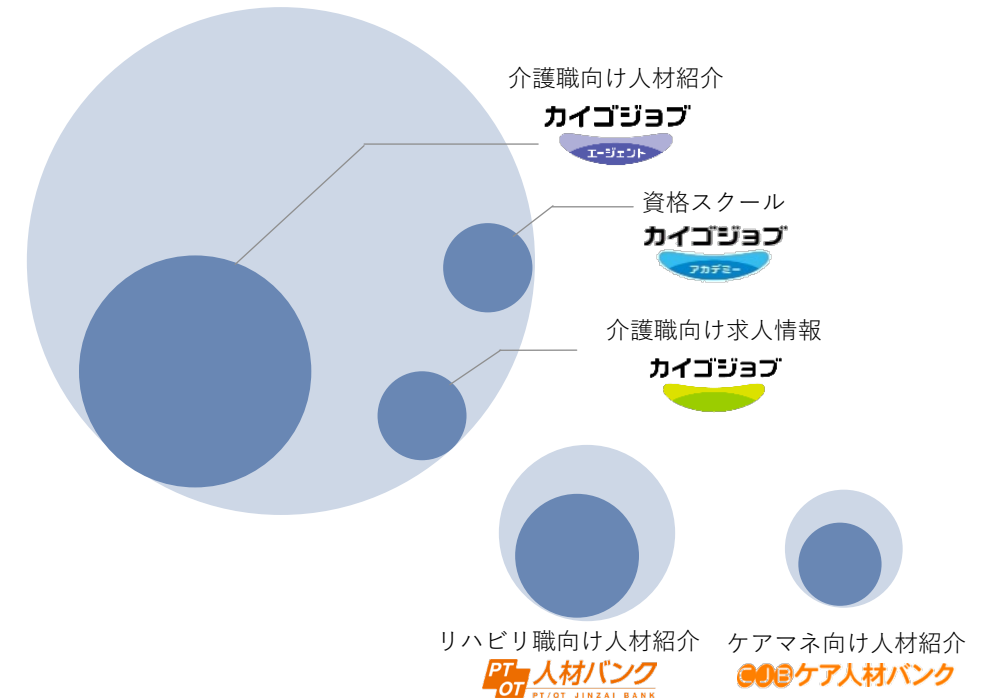 介護職向け人材紹介
カイゴジョブ
エージェント
資格スクール
カイゴジョブ
アカデミー
介護職向け求人情報
カイゴジョブ
リハビリ職向け人材紹介
PT
OT
人材バンク
PT/OT JINZAI BANK
ケアマネ向け人材紹介
CJBケア人材バンク